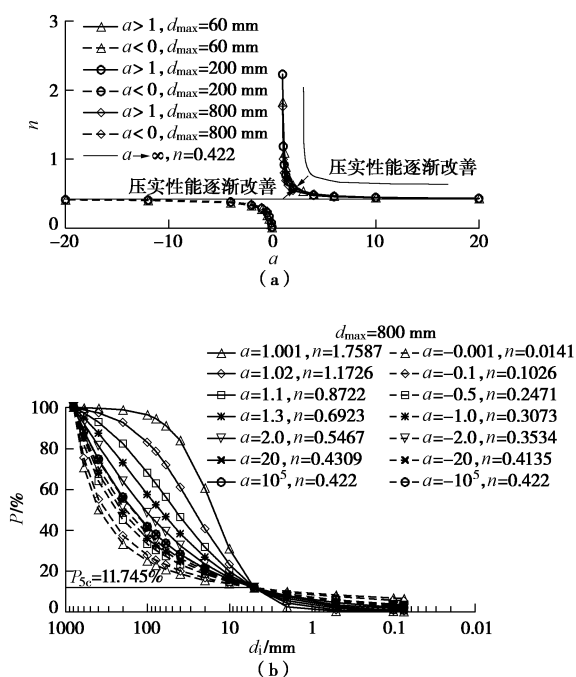 3
2
1
0
n
a>1,dmax=60 mm
a<0,dmax=60 mm
a>1,dmax=200 mm
a<0,dmax=200 mm
a>1,dmax=800 mm
a<0,dmax=800 mm
a→∞,n=0.422
压实性能逐渐改善
压实性能逐渐改善
−20 −10 0 10 20
a
(a)
dmax=800 mm
a=1.001,n=1.7587 a=−0.001,n=0.0141
a=1.02,n=1.1726 a=−0.1,n=0.1026
a=1.1,n=0.8722 a=−0.5,n=0.2471
a=1.3,n=0.6923 a=−1.0,n=0.3073
a=2.0,n=0.5467 a=−2.0,n=0.3534
a=20,n=0.4309 a=−20,n=0.4135
a=10⁵,n=0.422 a=−10⁵,n=0.422
100
80
60
40
20
0
P/%
P5c=11.745%
1000 100 10 1 0.1 0.01
di/mm
(b)